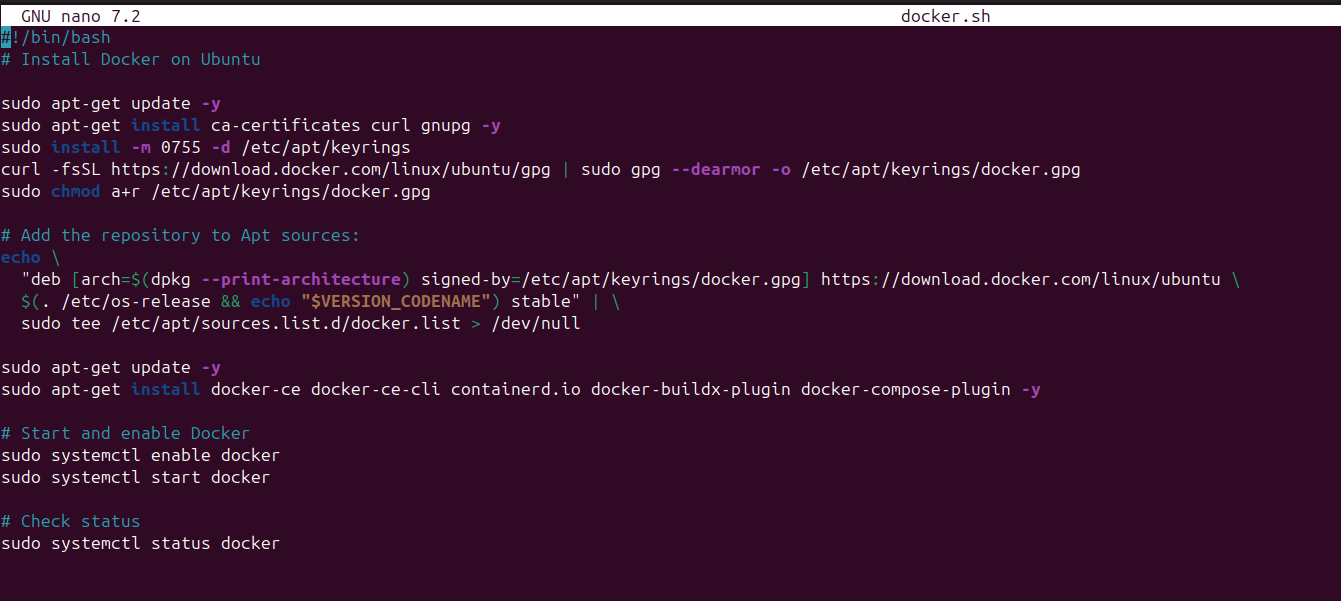 GNU nano 7.2 docker.sh
#!/bin/bash
# Install Docker on Ubuntu
sudo apt-get update -y
sudo apt-get install ca-certificates curl gnupg -y
sudo install -m 0755 -d /etc/apt/keyrings
curl -fsSL https://download.docker.com/linux/ubuntu/gpg | sudo gpg --dearmor -o /etc/apt/keyrings/docker.gpg
sudo chmod a+r /etc/apt/keyrings/docker.gpg
# Add the repository to Apt sources:
echo \
"deb [arch=$(dpkg --print-architecture) signed-by=/etc/apt/keyrings/docker.gpg] https://download.docker.com/linux/ubuntu \
$(. /etc/os-release && echo "$VERSION_CODENAME") stable" | \
sudo tee /etc/apt/sources.list.d/docker.list > /dev/null
sudo apt-get update -y
sudo apt-get install docker-ce docker-ce-cli containerd.io docker-buildx-plugin docker-compose-plugin -y
# Start and enable Docker
sudo systemctl enable docker
sudo systemctl start docker
# Check status
sudo systemctl status docker